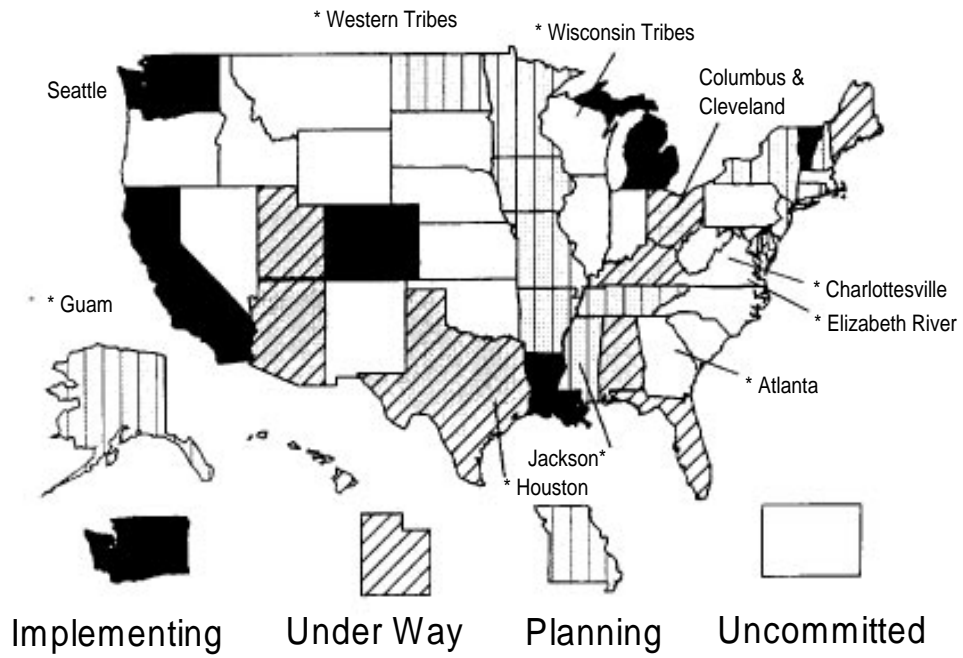 * Western Tribes
* Wisconsin Tribes
Seattle
Columbus &
Cleveland
* Guam
* Charlottesville
* Elizabeth River
* Atlanta
Jackson*
* Houston
Implementing
Under Way
Planning
Uncommitted